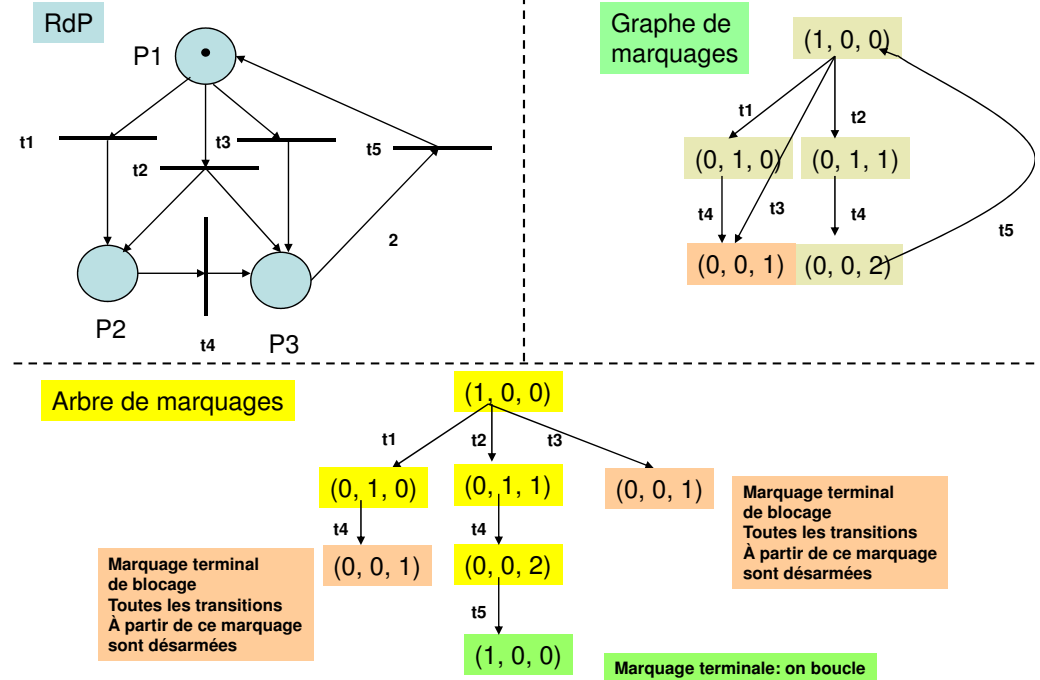 RdP
P1
t1
t2
t3
t5
2
P2
t4
P3
Graphe de
marquages
(1, 0, 0)
t1
t2
(0, 1, 0)
(0, 1, 1)
t4
t3
t4
t5
(0, 0, 1)
(0, 0, 2)
Arbre de marquages
(1, 0, 0)
t1
t2
t3
(0, 1, 0)
(0, 1, 1)
(0, 0, 1)
Marquage terminal
de blocage
Toutes les transitions
À partir de ce marquage
sont désarmées
t4
t4
Marquage terminal
de blocage
Toutes les transitions
À partir de ce marquage
sont désarmées
(0, 0, 1)
(0, 0, 2)
t5
(1, 0, 0)
Marquage terminale: on boucle